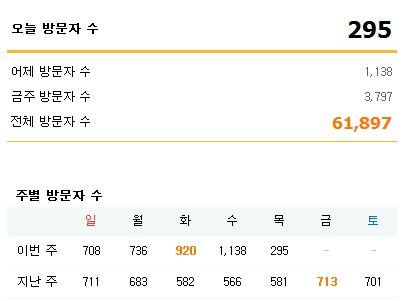 오늘 방문자 수 295
어제 방문자 수 1,138
금주 방문자 수 3,797
전체 방문자 수 61,897
주별 방문자 수
일 월 화 수 목 금 토
이번 주 708 736 920 1,138 295 - -
지난 주 711 683 582 566 581 713 701